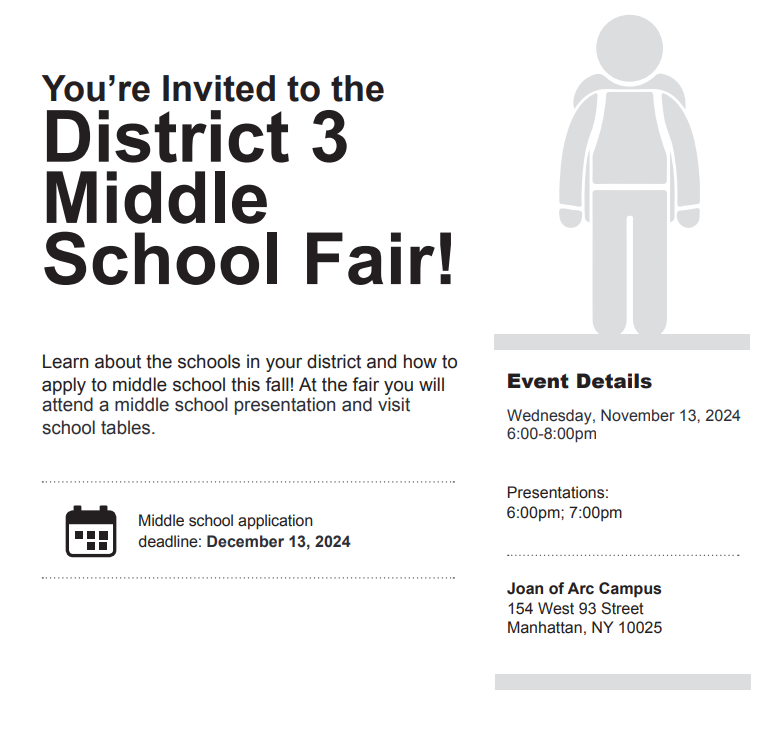 You’re Invited to the
District 3
Middle
School Fair!
Learn about the schools in your district and how to
apply to middle school this fall! At the fair you will
attend a middle school presentation and visit
school tables.
Middle school application
deadline: December 13, 2024
Event Details
Wednesday, November 13, 2024
6:00-8:00pm
Presentations:
6:00pm; 7:00pm
Joan of Arc Campus
154 West 93 Street
Manhattan, NY 10025